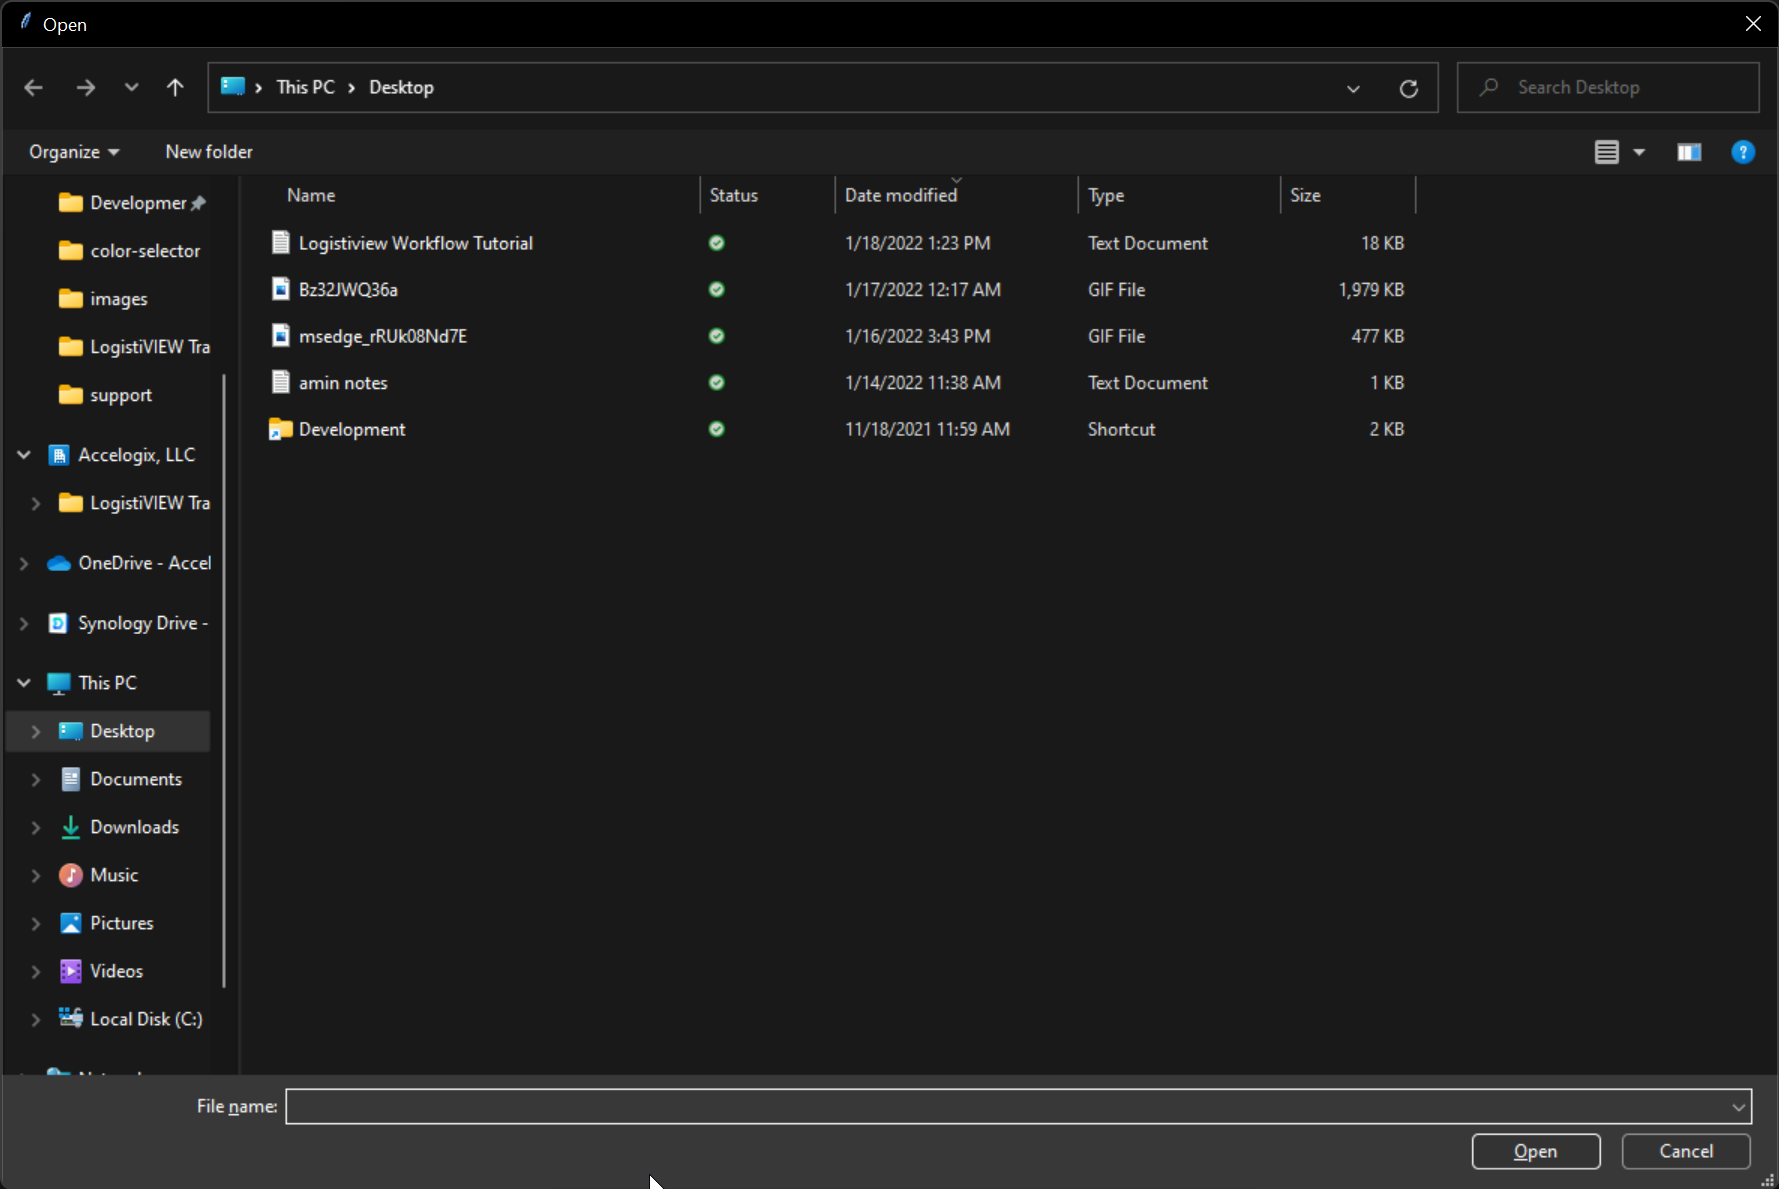 Open
This PC Desktop
Search Desktop
Organize New folder
Name Status Date modified Type Size
Logistiview Workflow Tutorial 1/18/2022 1:23 PM Text Document 18 KB
Bz32JWQ36a 1/17/2022 12:17 AM GIF File 1,979 KB
msedge_rRUk08Nd7E 1/16/2022 3:43 PM GIF File 477 KB
amin notes 1/14/2022 11:38 AM Text Document 1 KB
Development 11/18/2021 11:59 AM Shortcut 2 KB
Developmer
color-selector
images
LogistiVIEW Tra
support
Accelogix, LLC
LogistiVIEW Tra
OneDrive - Accel
Synology Drive -
This PC
Desktop
Documents
Downloads
Music
Pictures
Videos
Local Disk (C:)
File name:
Open Cancel